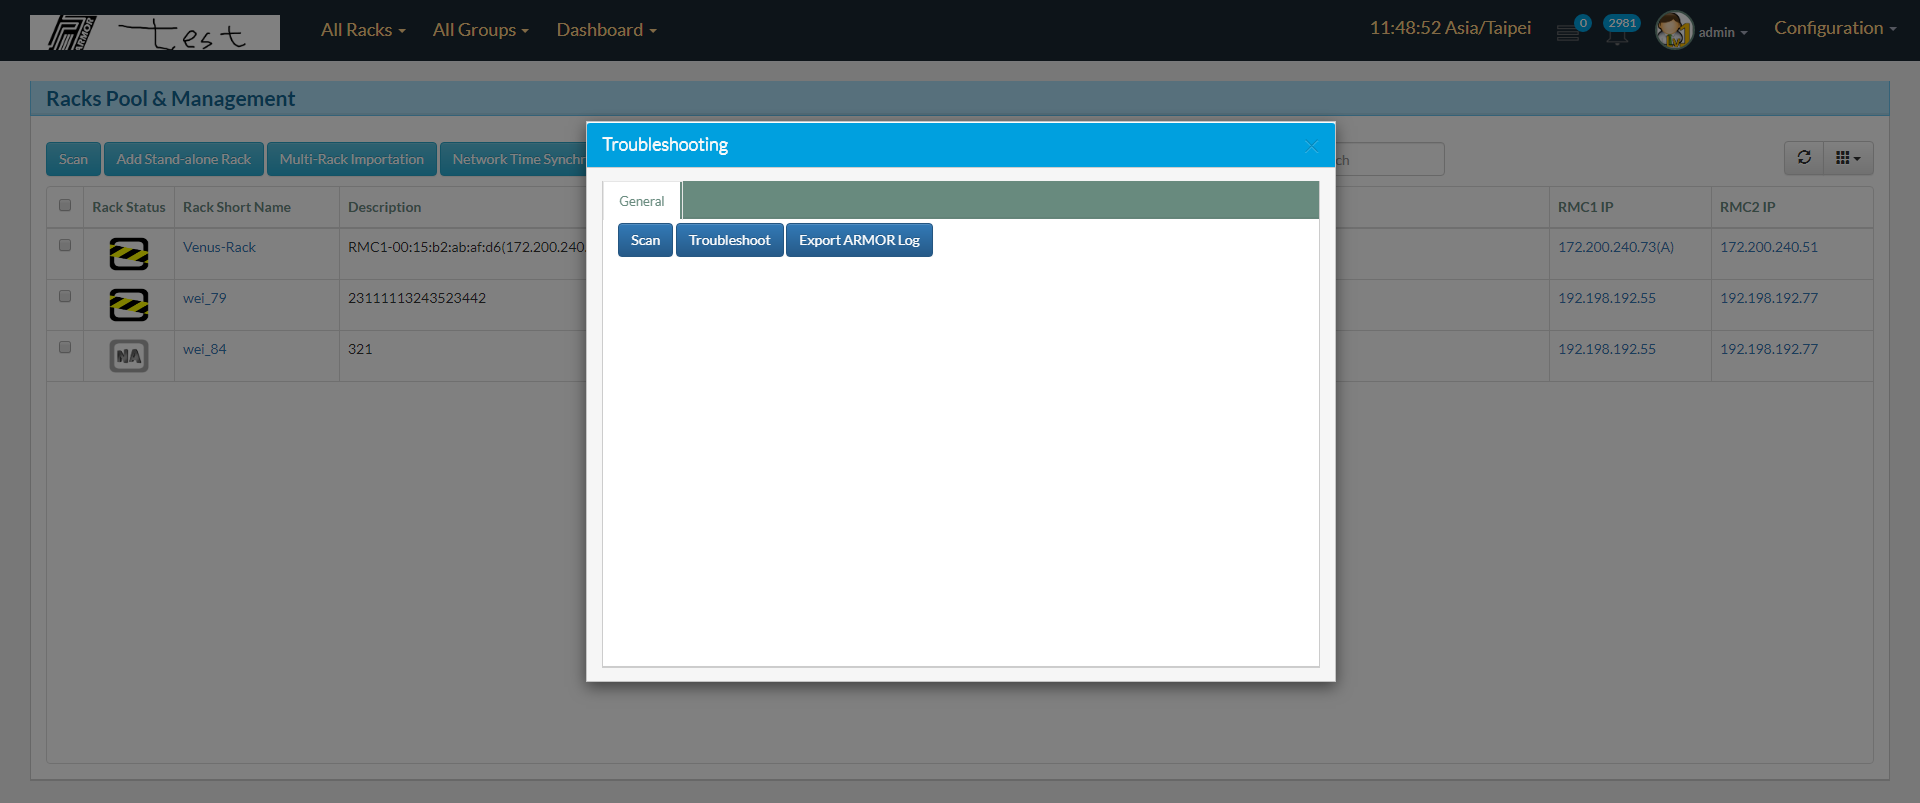 ARMOR test All Racks All Groups Dashboard 11:48:52 Asia/Taipei 0 2981 admin Configuration
Racks Pool & Management
Troubleshooting
Scan Add Stand-alone Rack Multi-Rack Importation Network Time Synchr ch
General
Scan Troubleshoot Export ARMOR Log
Rack Status Rack Short Name Description RMC1 IP RMC2 IP
Venus-Rack RMC1-00:15:b2:ab:af:d6(172.200.240. 172.200.240.73(A) 172.200.240.51
wei_79 23111113243523442 192.198.192.55 192.198.192.77
NA wei_84 321 192.198.192.55 192.198.192.77